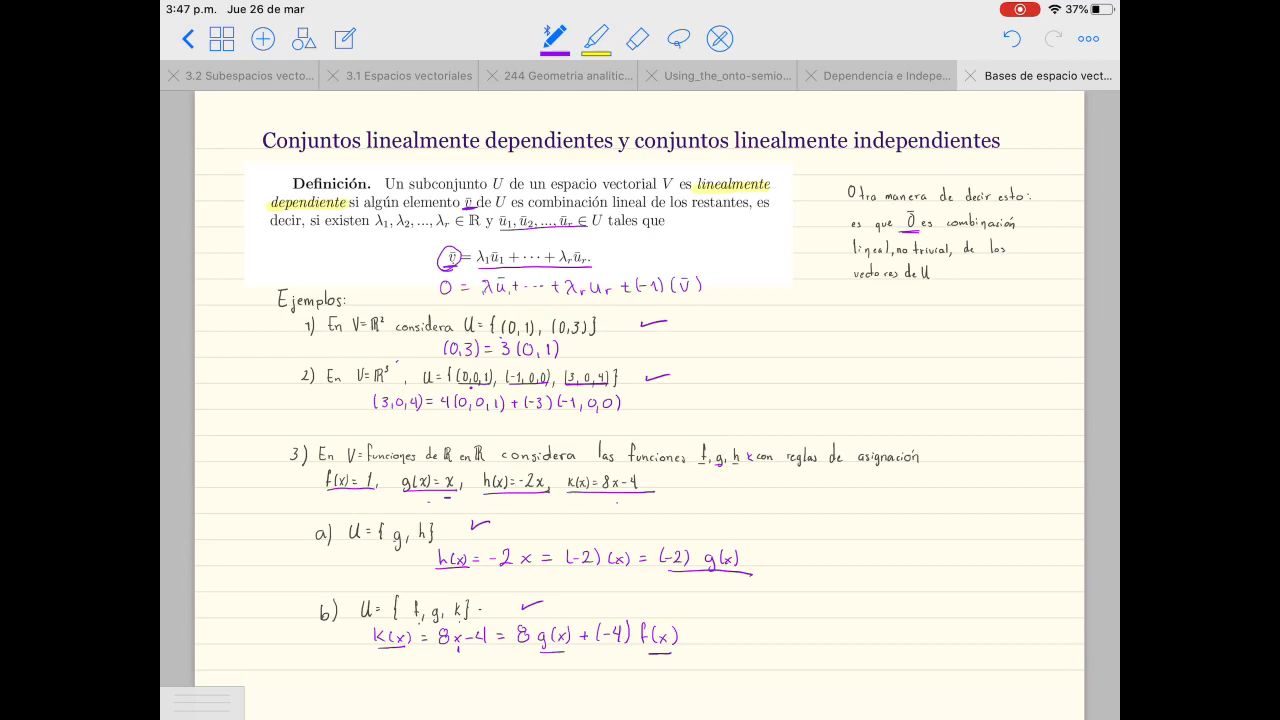 3:47 p.m. Jue 26 de mar
37%
3.2 Subespacios vecto...
3.1 Espacios vectoriales
244 Geometria analític...
Using_the_onto-semio...
Dependencia e Indepe...
Bases de espacio vect...
Conjuntos linealmente dependientes y conjuntos linealmente independientes
Definición. Un subconjunto U de un espacio vectorial V es linealmente
dependiente si algún elemento v̄ de U es combinación lineal de los restantes, es
decir, si existen λ₁, λ₂, ..., λᵣ ∈ ℝ y ū₁, ū₂, ..., ūᵣ ∈ U tales que
v̄ = λ₁ū₁ + ··· + λᵣūᵣ.
0 = λū₁ + ··· + λᵣuᵣ + (-1)(v̄)
Otra manera de decir esto:
es que 0̄ es combinación
lineal, no trivial, de los
vectores de U
Ejemplos:
1) En V=ℝ² considera U={(0,1), (0,3)}
(0,3) = 3(0,1)
2) En V=ℝ³, U={(0,0,1), (-1,0,0), (3,0,4)}
(3,0,4) = 4(0,0,1) + (-3)(-1,0,0)
3) En V=funciones de ℝ en ℝ considera las funciones f, g, h k con reglas de asignación
f(x)=1, g(x)=x, h(x)=-2x, k(x)=8x-4
a) U={g, h}
h(x) = -2x = (-2)(x) = (-2) g(x)
b) U={f, g, k}
k(x) = 8x-4 = 8 g(x) + (-4) f(x)